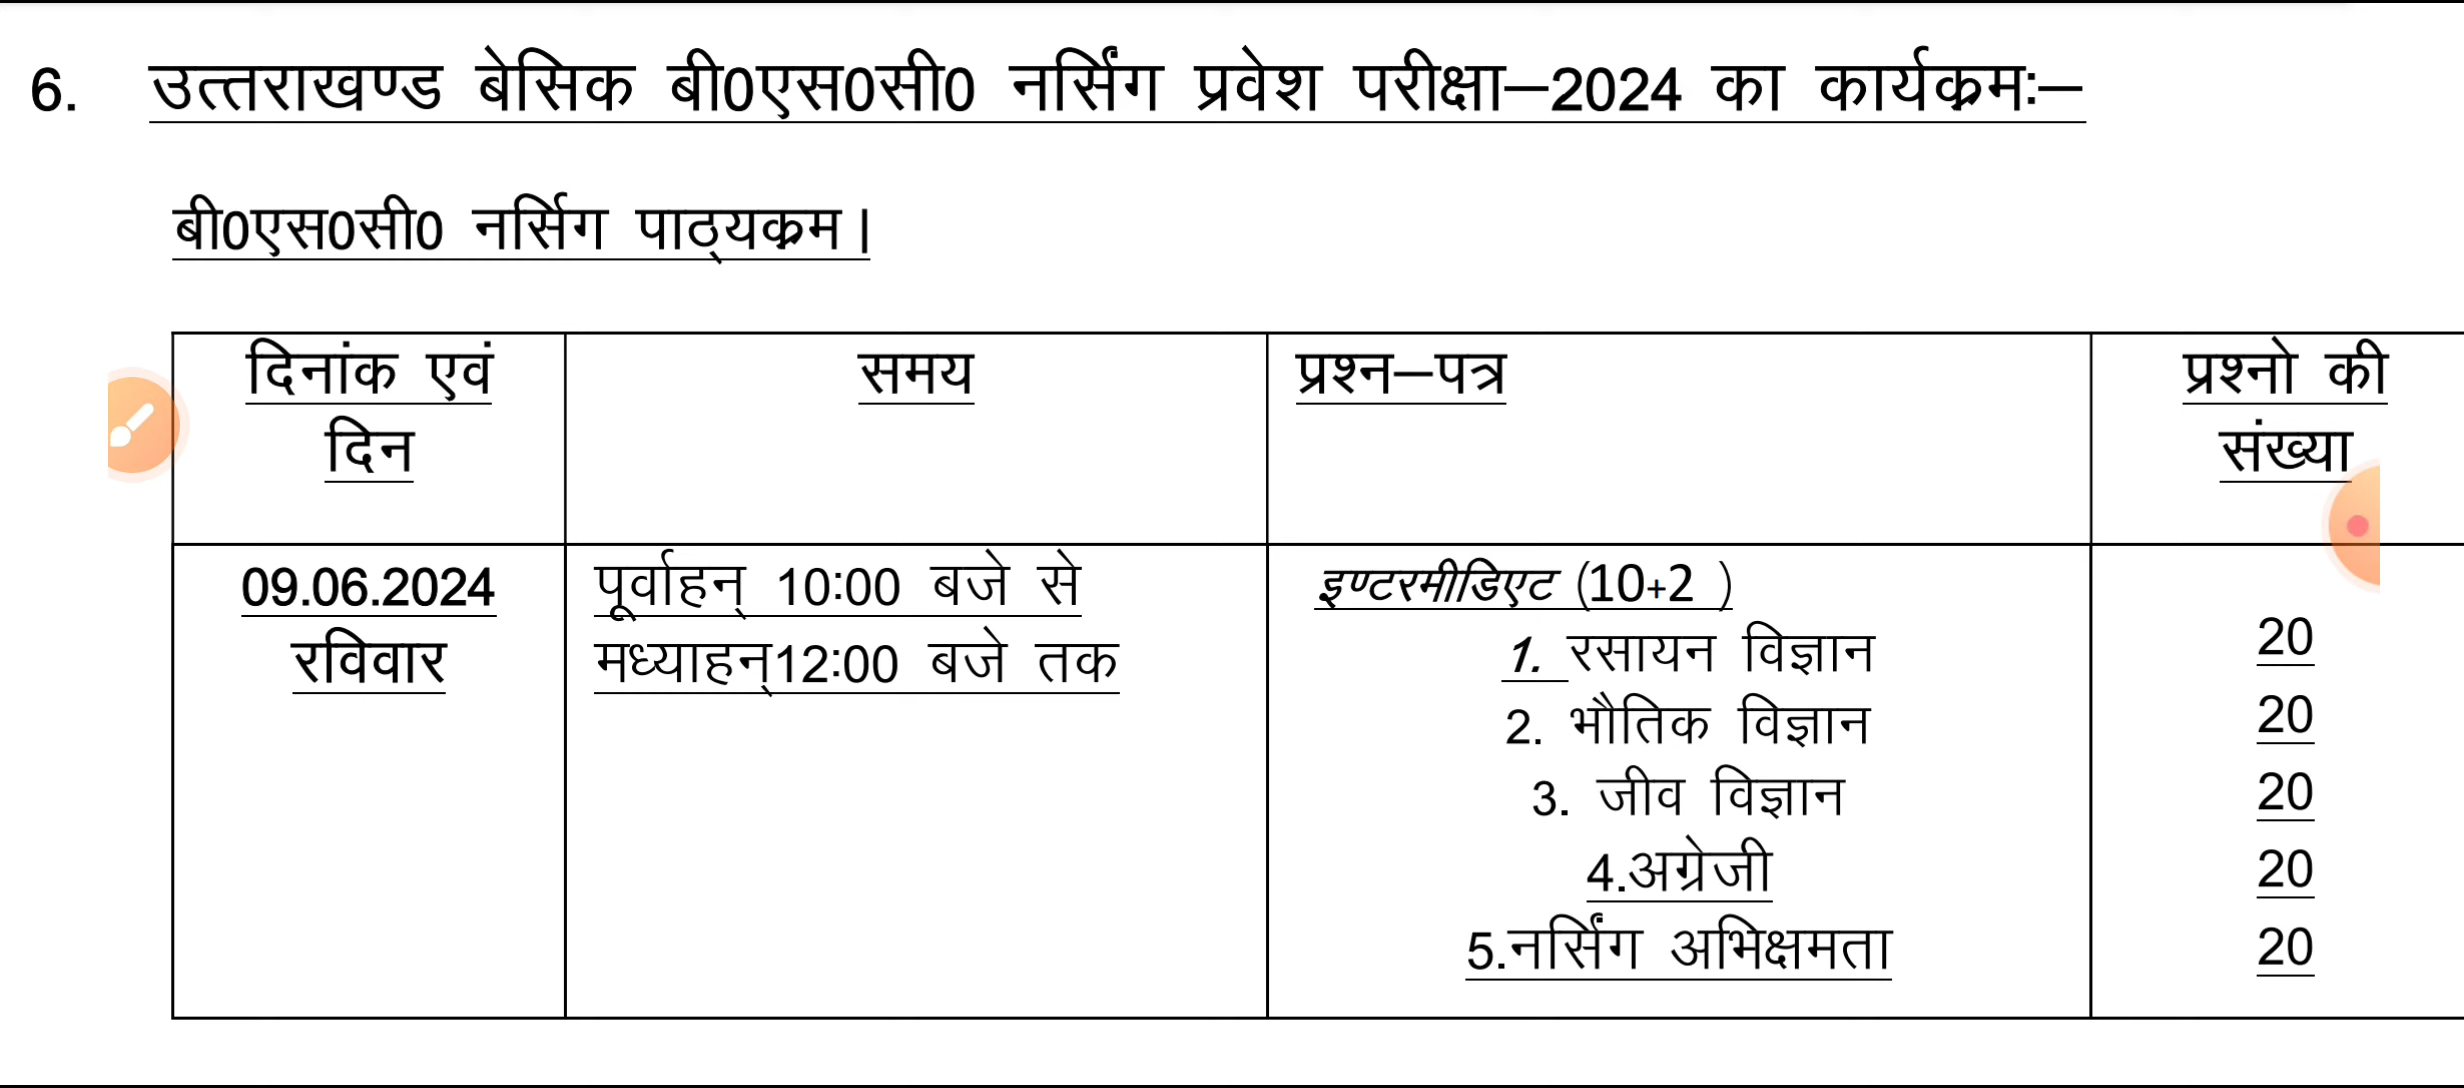 6. उत्तराखण्ड बेसिक बी0एस0सी0 नर्सिंग प्रवेश परीक्षा–2024 का कार्यक्रमः–
बी0एस0सी0 नर्सिंग पाठ्यक्रम।
दिनांक एवं दिन
समय
प्रश्न–पत्र
प्रश्नो की संख्या
09.06.2024
रविवार
पूर्वाहन् 10:00 बजे से
मध्याहन्12:00 बजे तक
इण्टरमीडिएट (10+2 )
1. रसायन विज्ञान 20
2. भौतिक विज्ञान 20
3. जीव विज्ञान 20
4.अग्रेजी 20
5.नर्सिंग अभिक्षमता 20